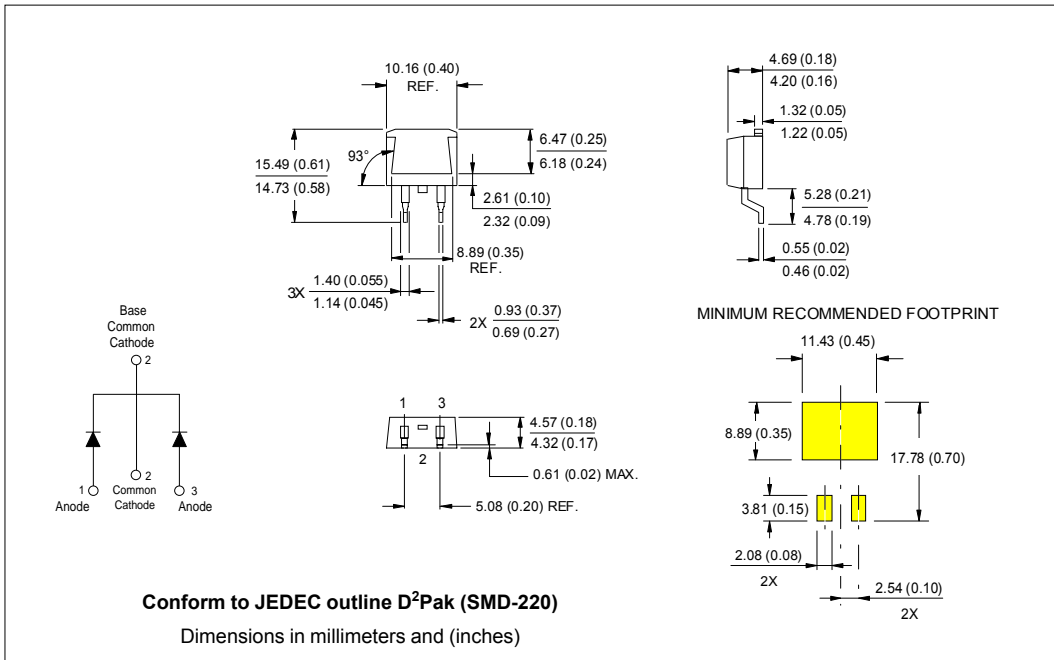 10.16 (0.40)
REF.
93°
15.49 (0.61)
14.73 (0.58)
6.47 (0.25)
6.18 (0.24)
2.61 (0.10)
2.32 (0.09)
8.89 (0.35)
REF.
3X
1.40 (0.055)
1.14 (0.045)
2X
0.93 (0.37)
0.69 (0.27)
4.69 (0.18)
4.20 (0.16)
1.32 (0.05)
1.22 (0.05)
5.28 (0.21)
4.78 (0.19)
0.55 (0.02)
0.46 (0.02)
Base
Common
Cathode
2
2
Common
Cathode
1
Anode
3
Anode
1 3
2
4.57 (0.18)
4.32 (0.17)
0.61 (0.02) MAX.
5.08 (0.20) REF.
MINIMUM RECOMMENDED FOOTPRINT
11.43 (0.45)
8.89 (0.35)
17.78 (0.70)
3.81 (0.15)
2.08 (0.08)
2X
2.54 (0.10)
2X
Conform to JEDEC outline D²Pak (SMD-220)
Dimensions in millimeters and (inches)